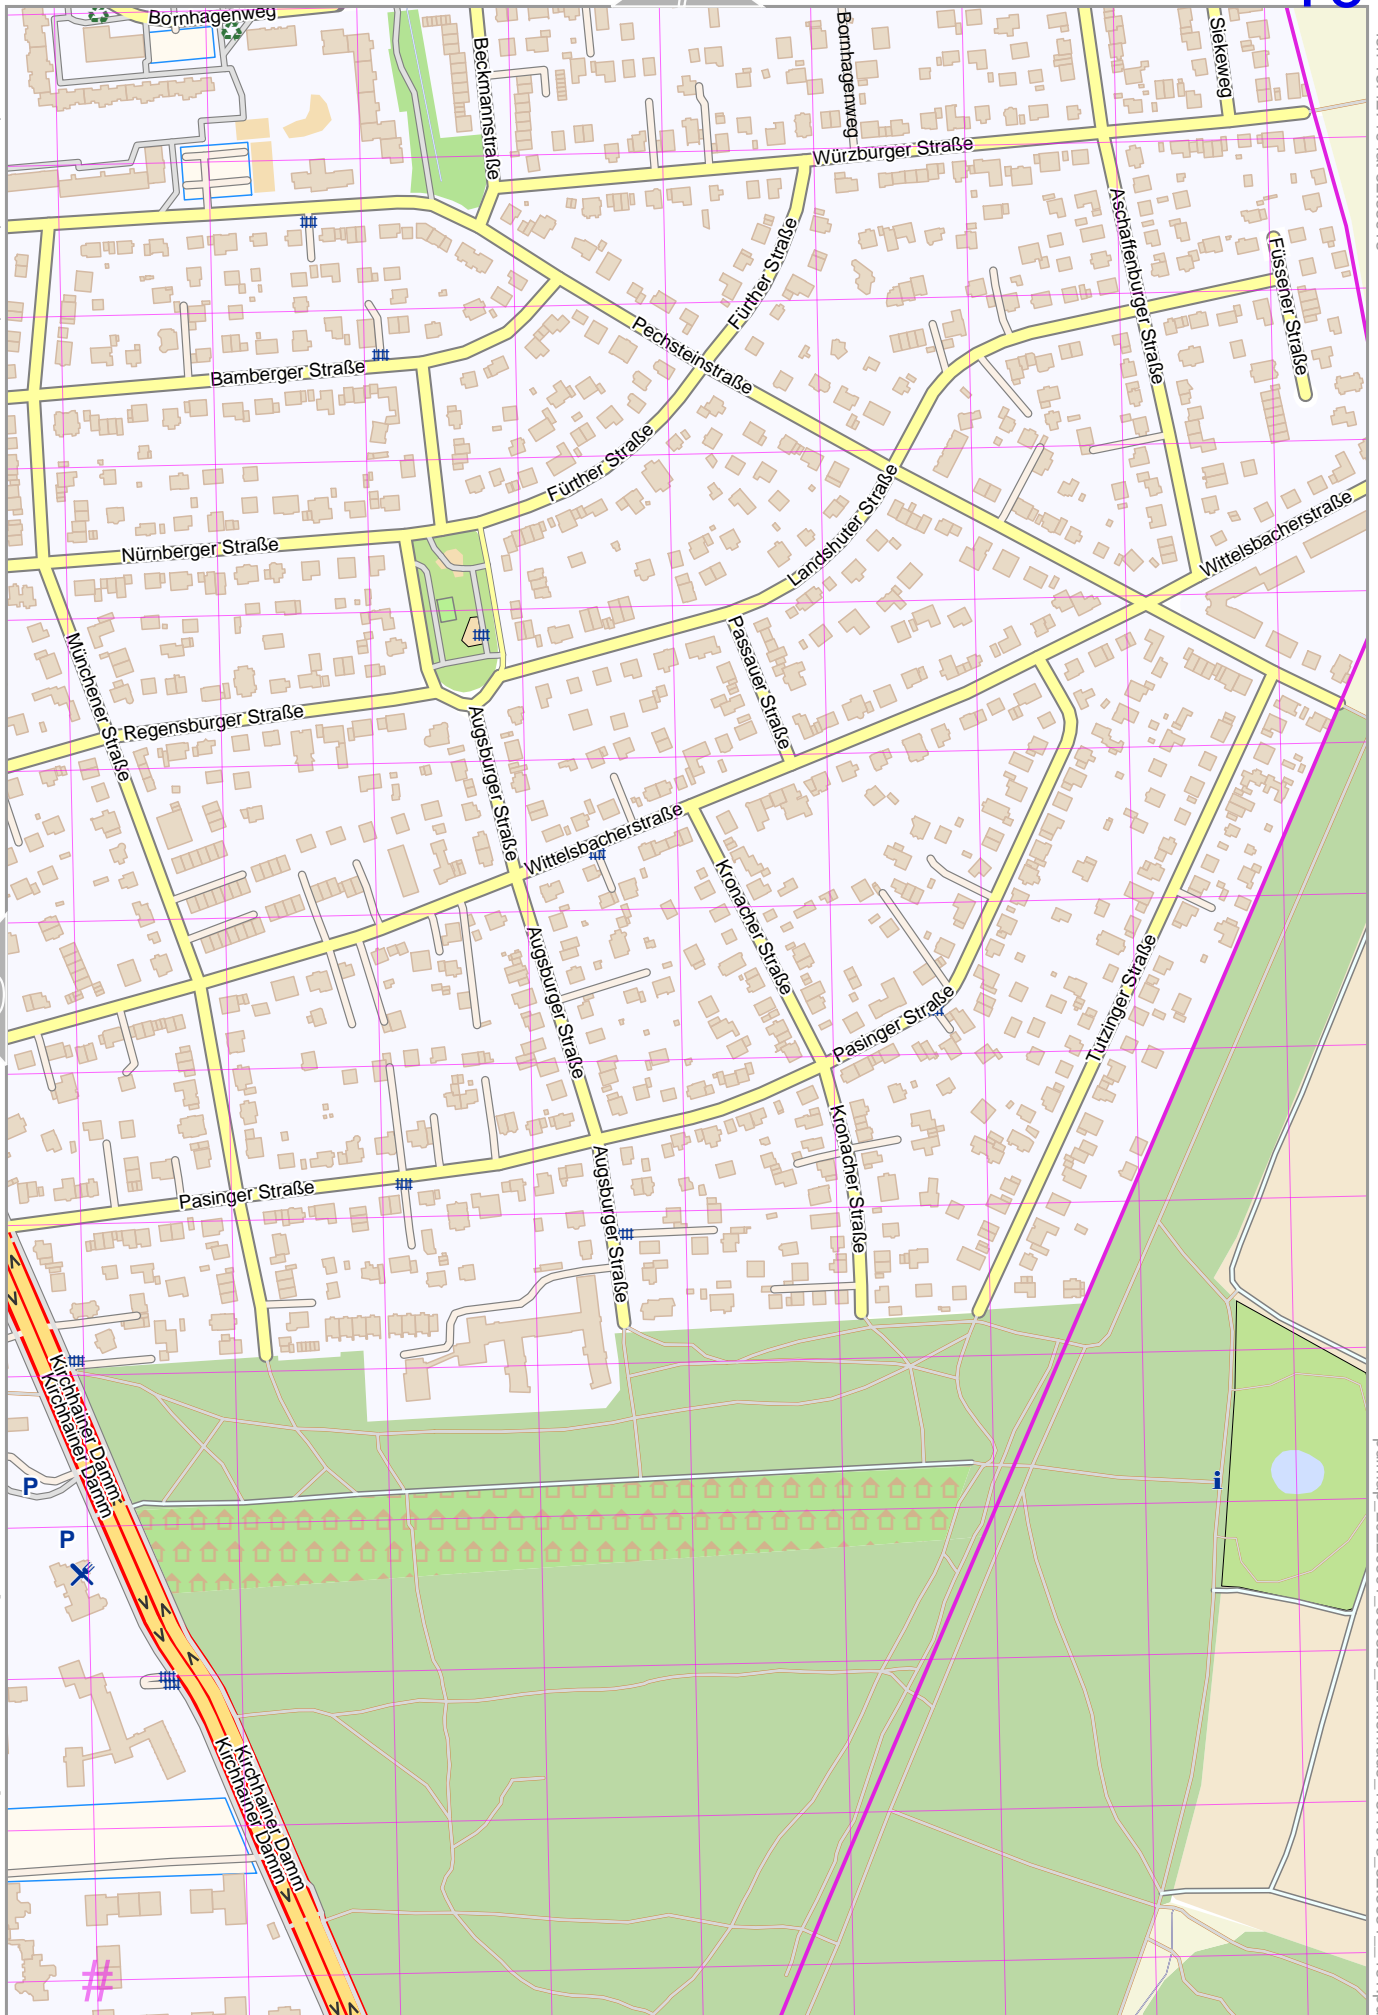 Bornhagenweg
Beckmannstraße
Bornhagenweg
Siekeweg
Würzburger Straße
Aschaffenburger Straße
Fürther Straße
Füssener Straße
Pechsteinstraße
Bamberger Straße
Fürther Straße
Landshuter Straße
Wittelsbacherstraße
Nürnberger Straße
Passauer Straße
Münchener Straße
Regensburger Straße
Augsburger Straße
Wittelsbacherstraße
Kronacher Straße
Augsburger Straße
Tutzinger Straße
Pasinger Straße
Kronacher Straße
Augsburger Straße
Pasinger Straße
Kirchhainer Damm
Kirchhainer Damm
P
i
P
Kirchhainer Damm
Kirchhainer Damm
#